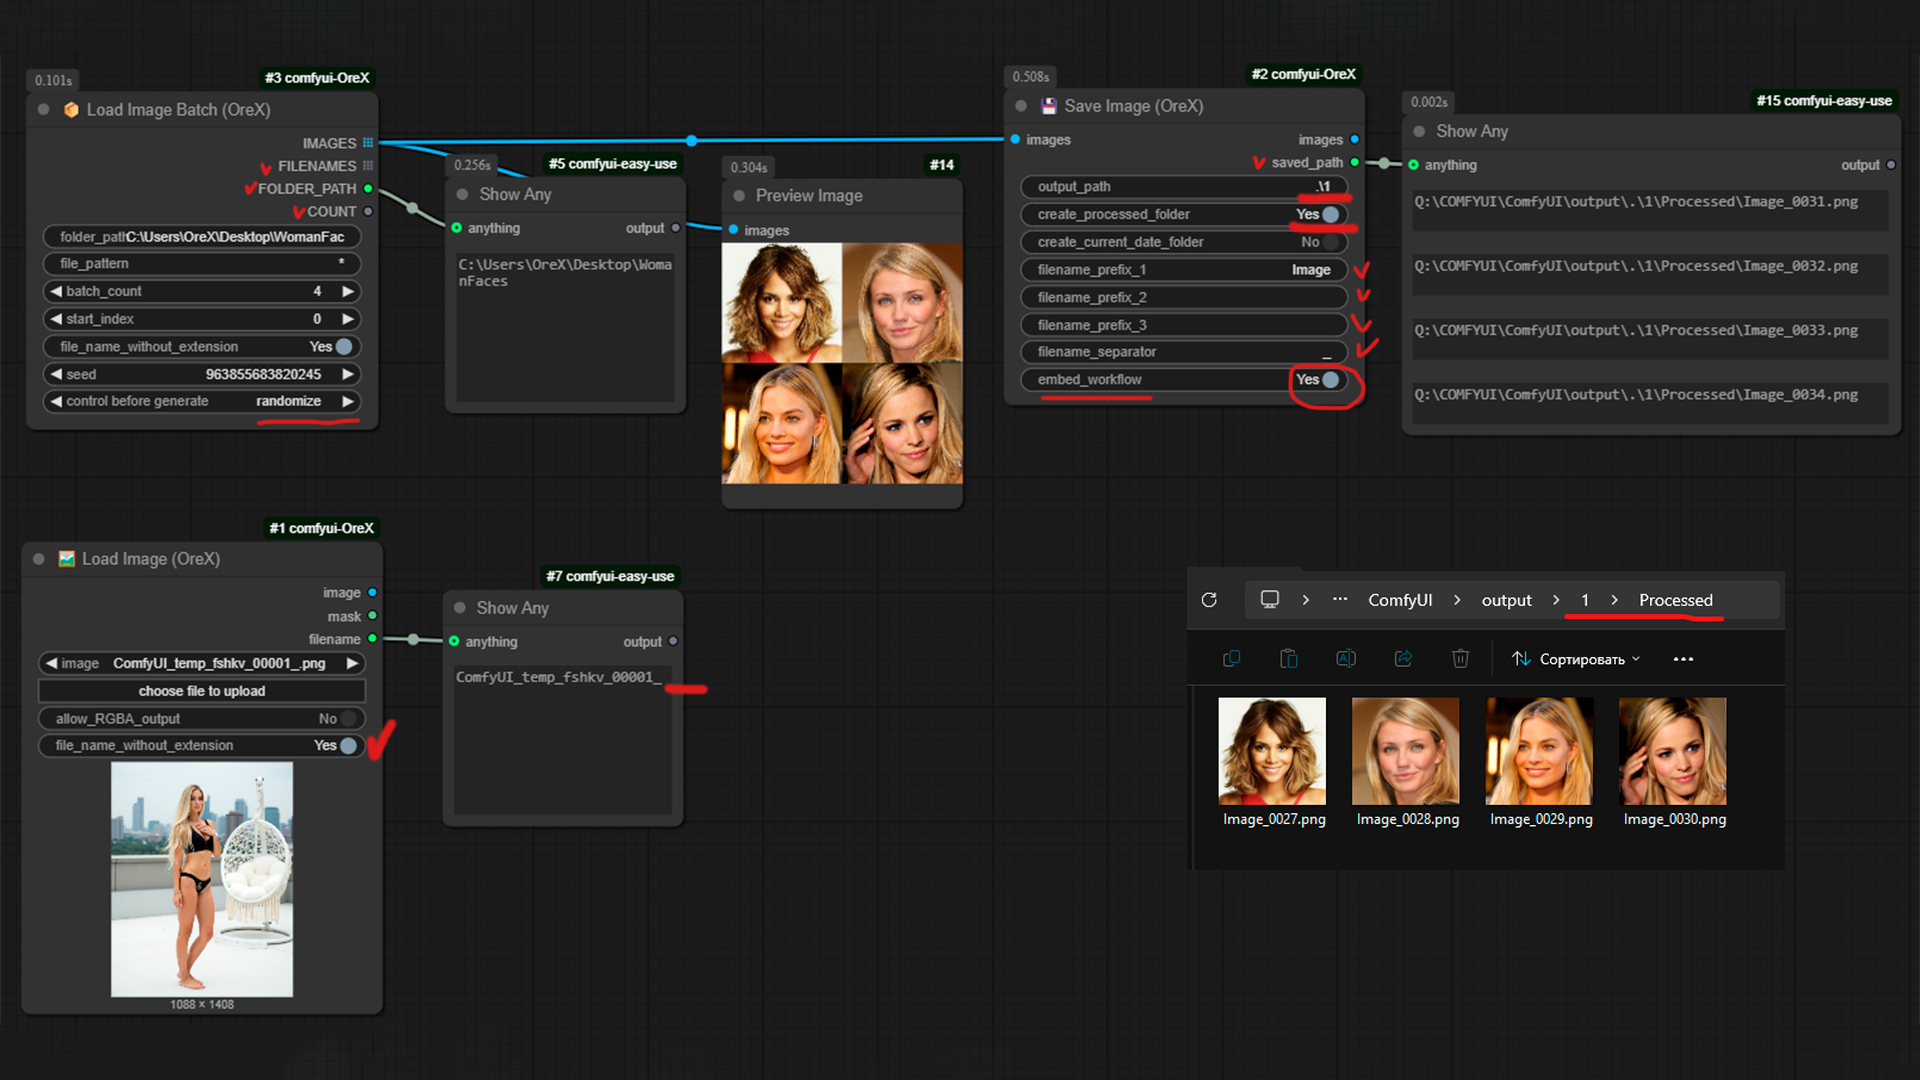 0.101s
#3 comfyui-OreX
Load Image Batch (OreX)
IMAGES
FILENAMES
FOLDER_PATH
COUNT
folder_path C:\Users\OreX\Desktop\WomanFac
file_pattern *
batch_count 4
start_index 0
file_name_without_extension Yes
seed 963855683820245
control before generate randomize
0.256s
#5 comfyui-easy-use
Show Any
anything output
C:\Users\OreX\Desktop\Woma
nFaces
0.304s
#14
Preview Image
images
0.508s
#2 comfyui-OreX
Save Image (OreX)
images images
saved_path
output_path .\1
create_processed_folder Yes
create_current_date_folder No
filename_prefix_1 Image
filename_prefix_2
filename_prefix_3
filename_separator _
embed_workflow Yes
0.002s
#15 comfyui-easy-use
Show Any
anything output
Q:\COMFYUI\ComfyUI\output\.\1\Processed\Image_0031.png
Q:\COMFYUI\ComfyUI\output\.\1\Processed\Image_0032.png
Q:\COMFYUI\ComfyUI\output\.\1\Processed\Image_0033.png
Q:\COMFYUI\ComfyUI\output\.\1\Processed\Image_0034.png
#1 comfyui-OreX
Load Image (OreX)
image
mask
filename
image ComfyUI_temp_fshkv_00001_.png
choose file to upload
allow_RGBA_output No
file_name_without_extension Yes
1088 × 1408
#7 comfyui-easy-use
Show Any
anything output
ComfyUI_temp_fshkv_00001_
> ··· ComfyUI > output > 1 > Processed
Сортировать ···
Image_0027.png Image_0028.png Image_0029.png Image_0030.png